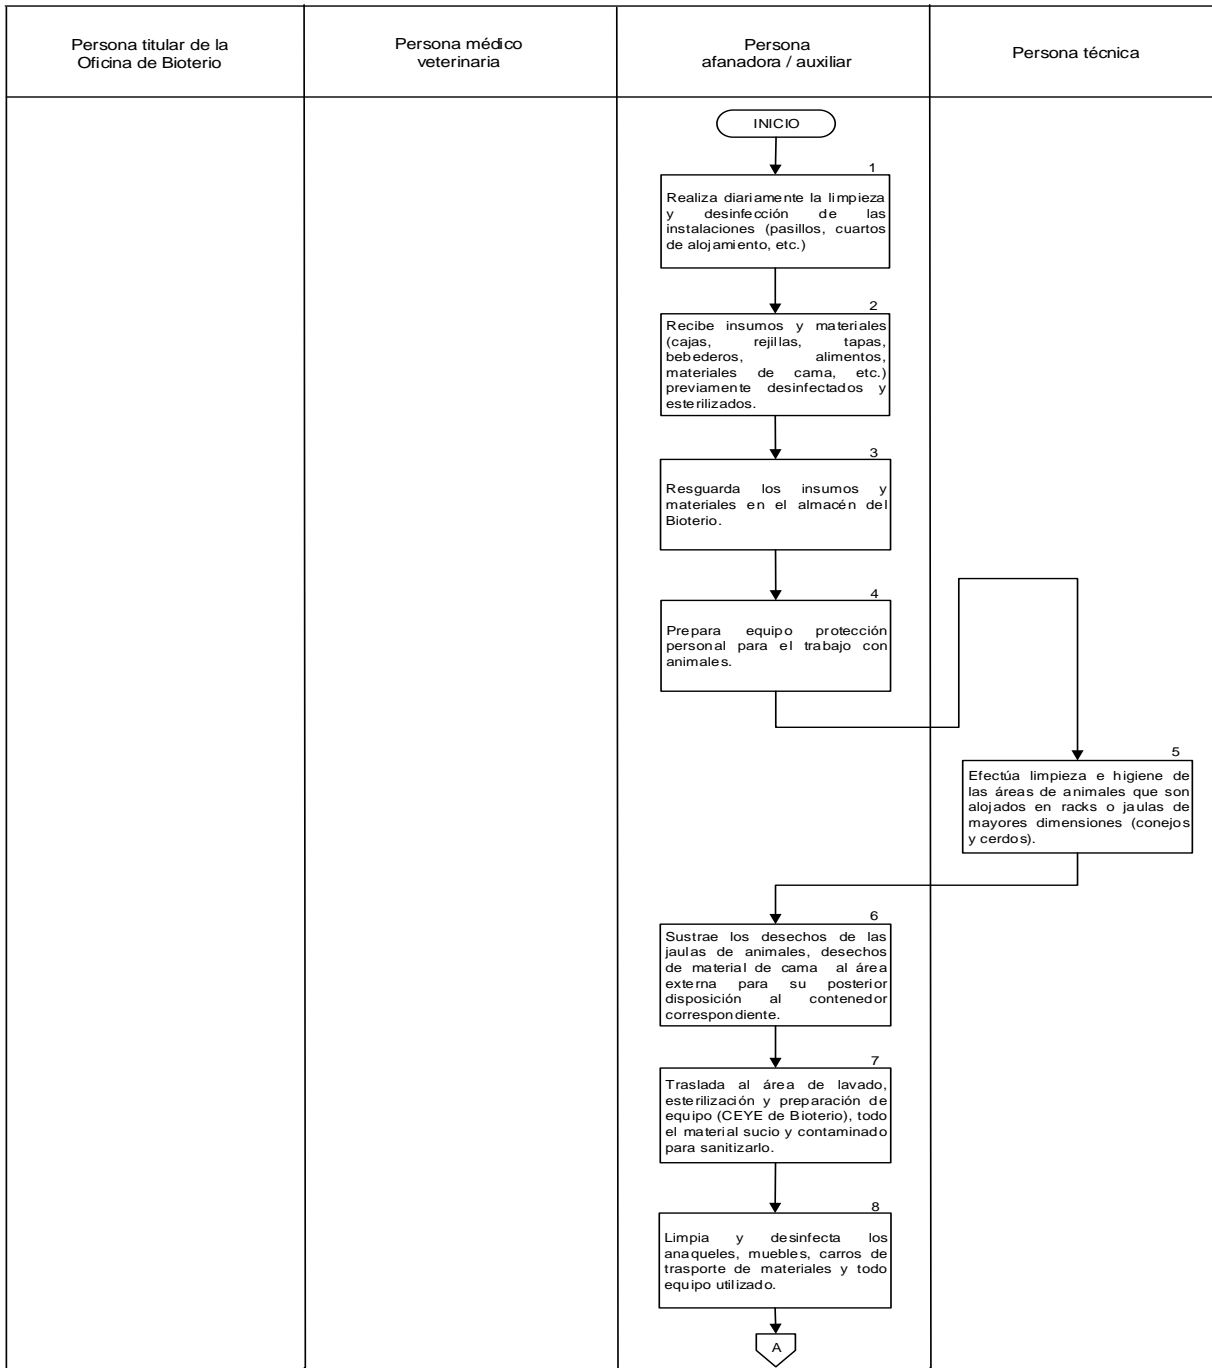 Persona titular de la
Oficina de Bioterio
Persona médico
veterinaria
Persona
afanadora / auxiliar
Persona técnica
INICIO
1
Realiza diariamente la limpieza
y desinfección de las
instalaciones (pasillos, cuartos
de alojamiento, etc.)
2
Recibe insumos y materiales
(cajas, rejillas, tapas,
bebederos, alimentos,
materiales de cama, etc.)
previamente desinfectados y
esterilizados.
3
Resguarda los insumos y
materiales en el almacén del
Bioterio.
4
Prepara equipo protección
personal para el trabajo con
animales.
5
Efectúa limpieza e higiene de
las áreas de animales que son
alojados en racks o jaulas de
mayores dimensiones (conejos
y cerdos).
6
Sustrae los desechos de las
jaulas de animales, desechos
de material de cama al área
externa para su posterior
disposición al contenedor
correspondiente.
7
Traslada al área de lavado,
esterilización y preparación de
equipo (CEYE de Bioterio), todo
el material sucio y contaminado
para sanitizarlo.
8
Limpia y desinfecta los
anaqueles, muebles, carros de
trasporte de materiales y todo
equipo utilizado.
A